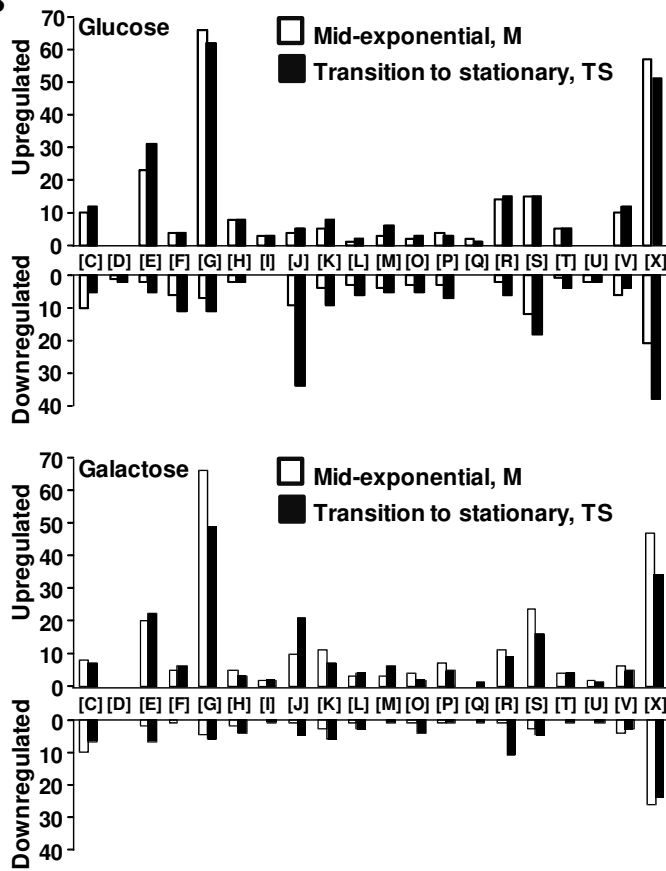 70
Glucose
Mid-exponential, M
60
Transition to stationary, TS
50
40
30
20
10
0
Upregulated
[C] [D] [E] [F] [G] [H] [I] [J] [K] [L] [M] [O] [P] [Q] [R] [S] [T] [U] [V] [X]
0
10
20
30
40
Downregulated
70
Galactose
Mid-exponential, M
60
Transition to stationary, TS
50
40
30
20
10
0
Upregulated
[C] [D] [E] [F] [G] [H] [I] [J] [K] [L] [M] [O] [P] [Q] [R] [S] [T] [U] [V] [X]
0
10
20
30
40
Downregulated